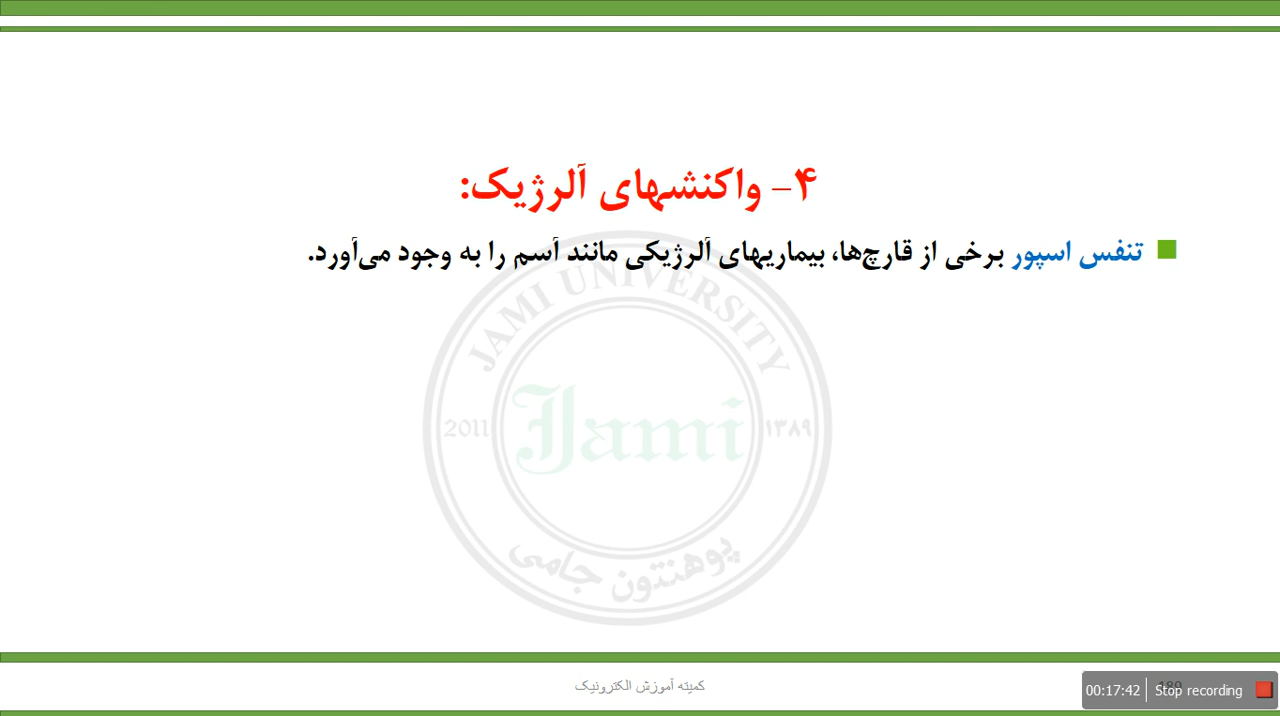 ۴- واکنشهای آلرژیک:
تنفس اسپور برخی از قارچ‌ها، بیماریهای آلرژیکی مانند آسم را به وجود می‌آورد.
JAMI UNIVERSITY
2011 Jami ۱۳۸۹
پوهنتون جامی
کمیته آموزش الکترونیک
00:17:42 Stop recording